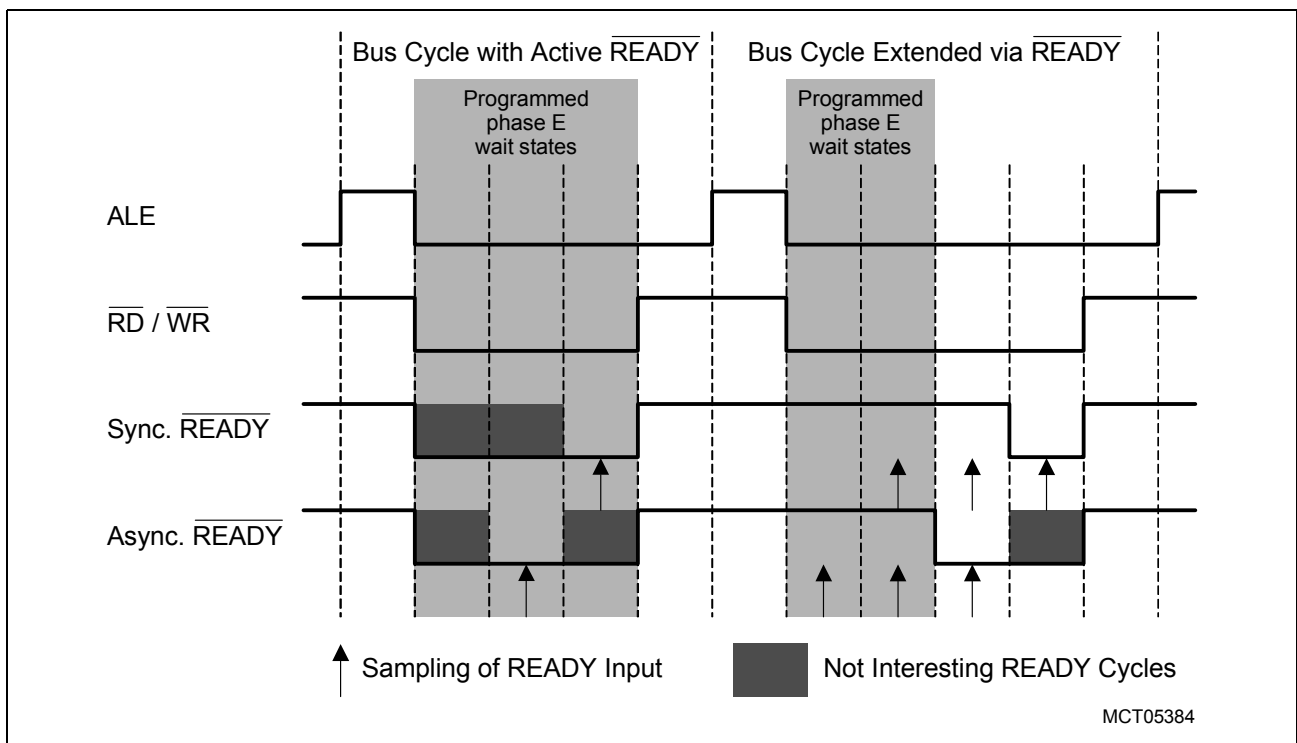 Bus Cycle with Active READY
Bus Cycle Extended via READY
Programmed
phase E
wait states
Programmed
phase E
wait states
ALE
RD / WR
Sync. READY
Async. READY
Sampling of READY Input
Not Interesting READY Cycles
MCT05384